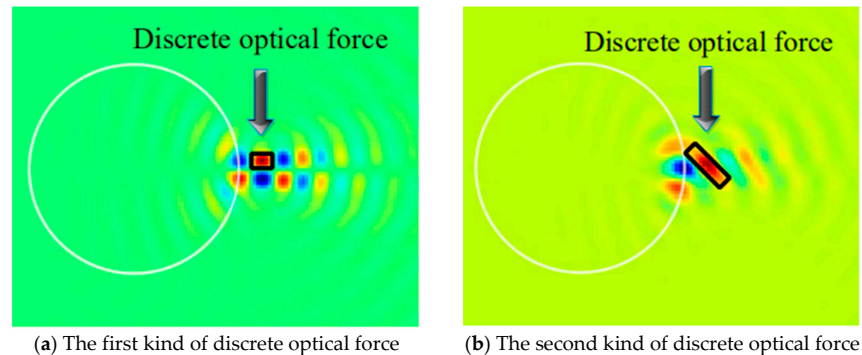 Discrete optical force
Discrete optical force
(a) The first kind of discrete optical force
(b) The second kind of discrete optical force